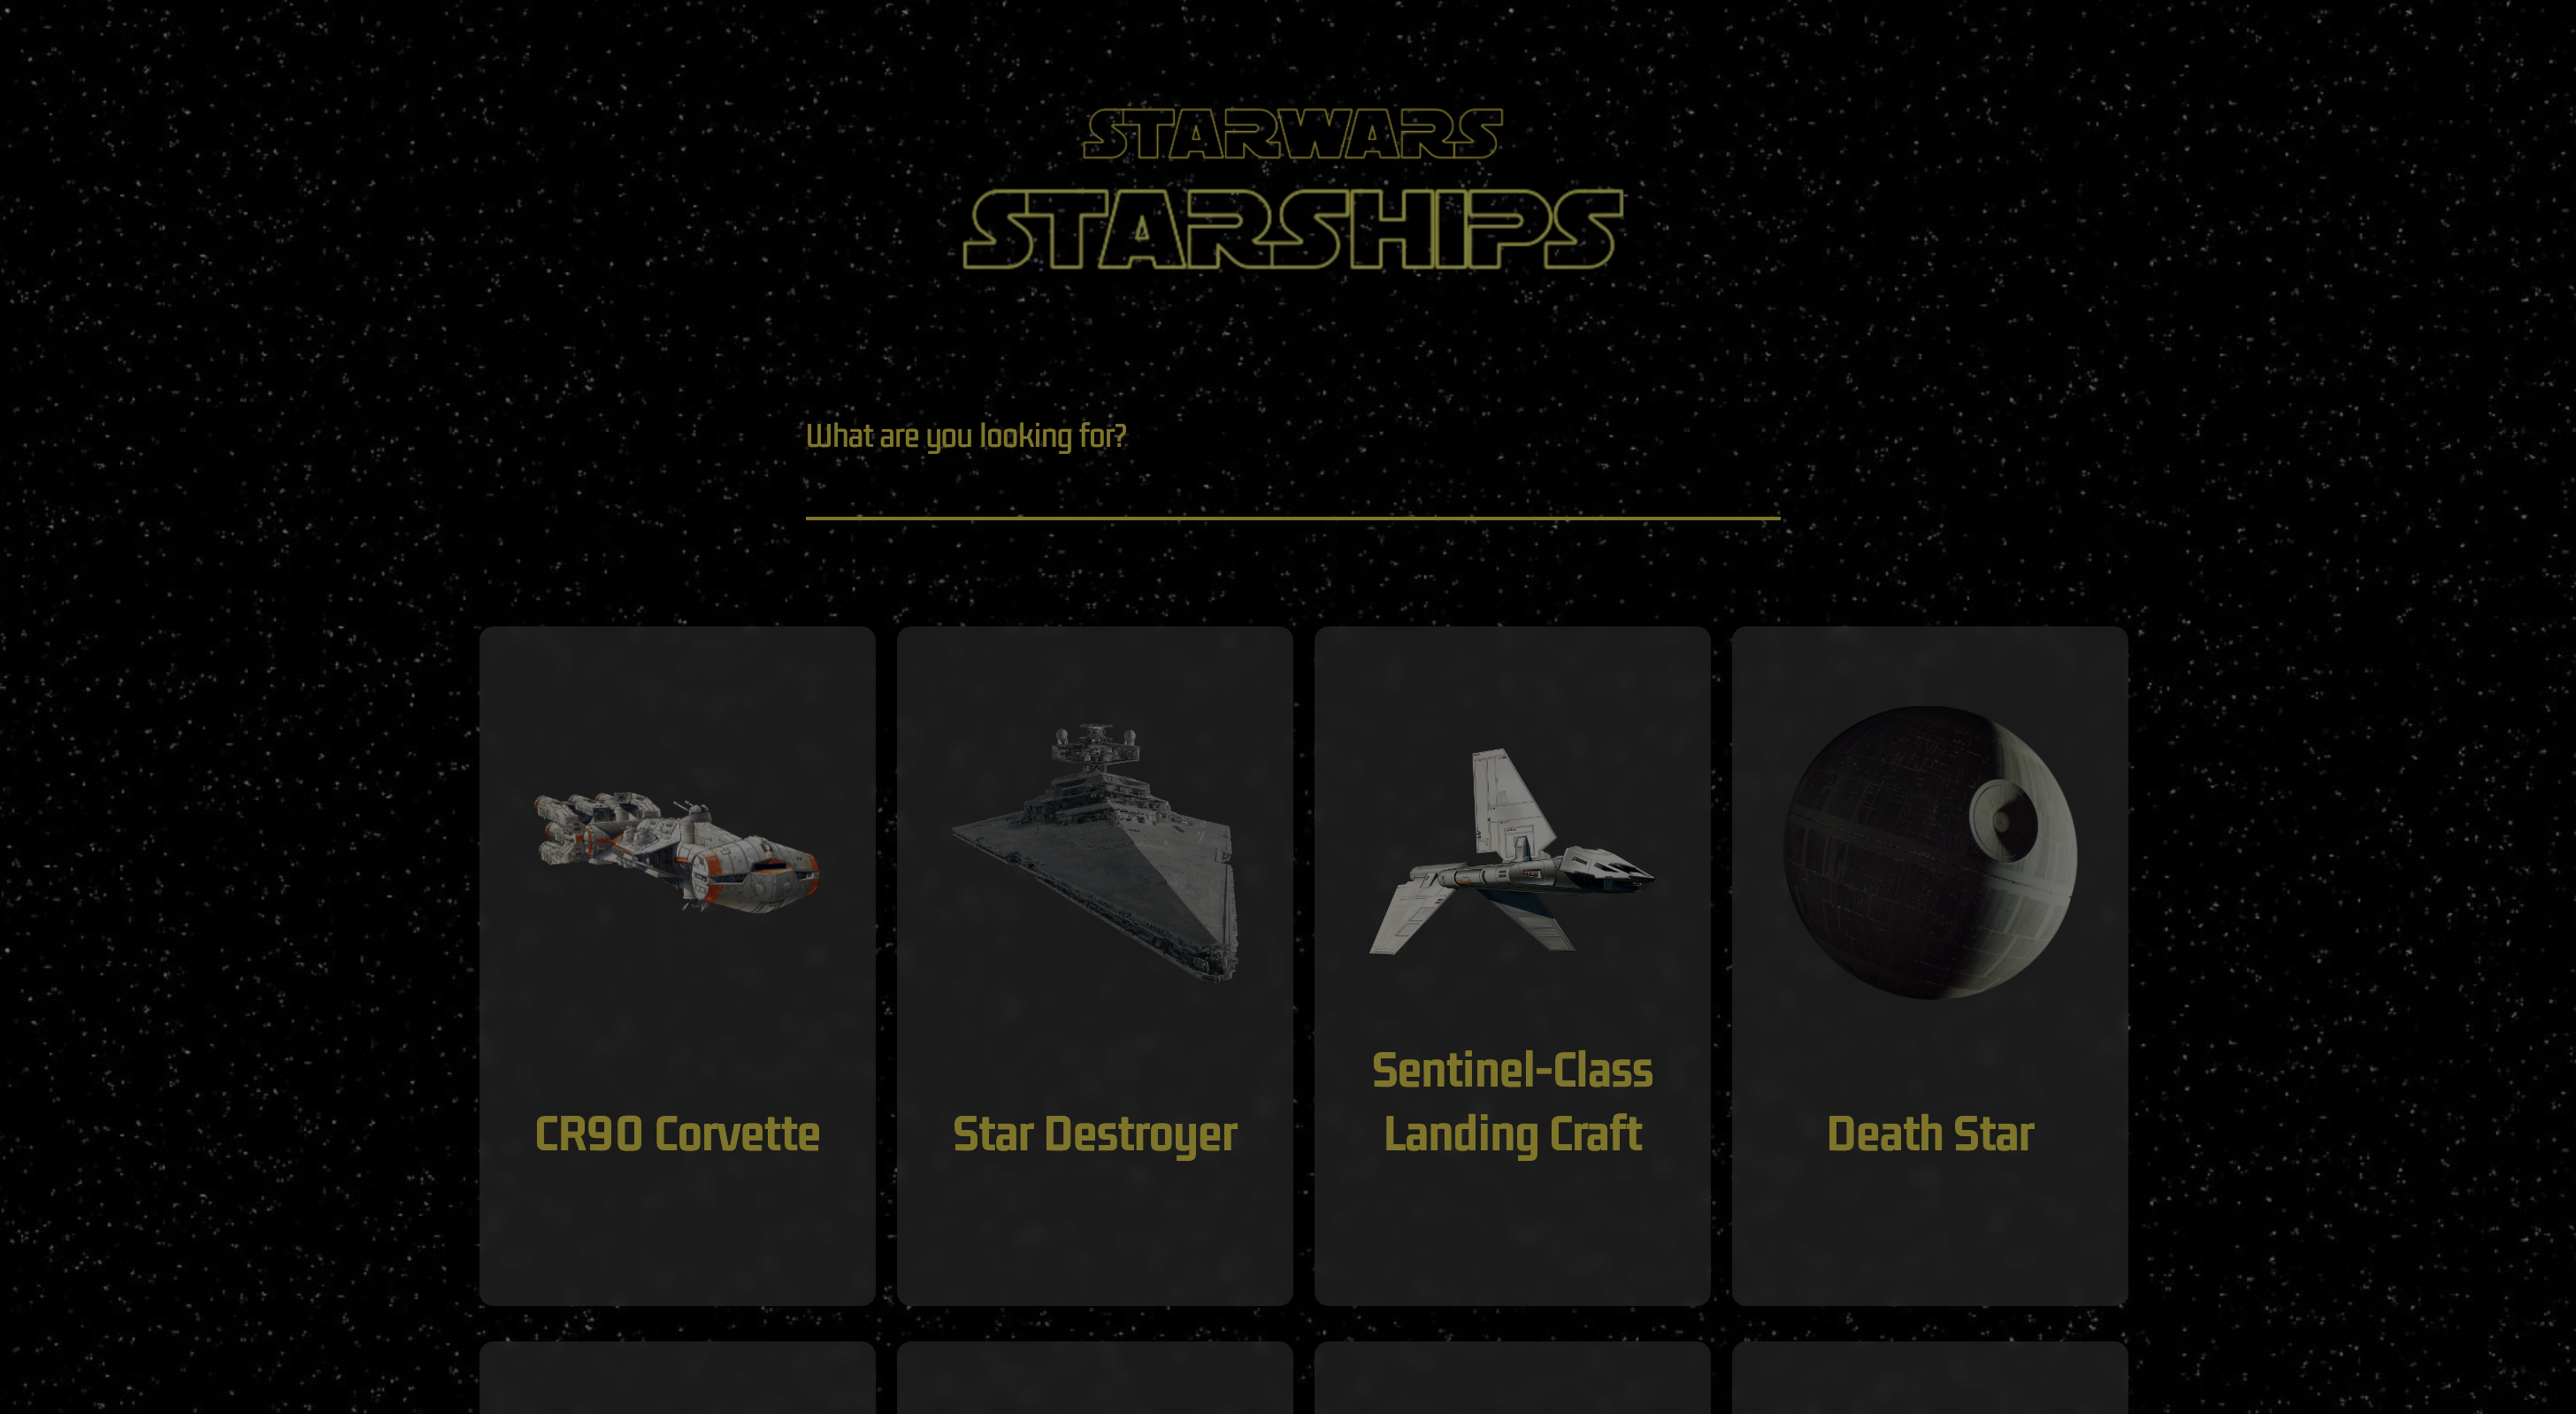 STARWARS
STARSHIPS
What are you looking for?
CR90 Corvette
Star Destroyer
Sentinel-Class
Landing Craft
Death Star